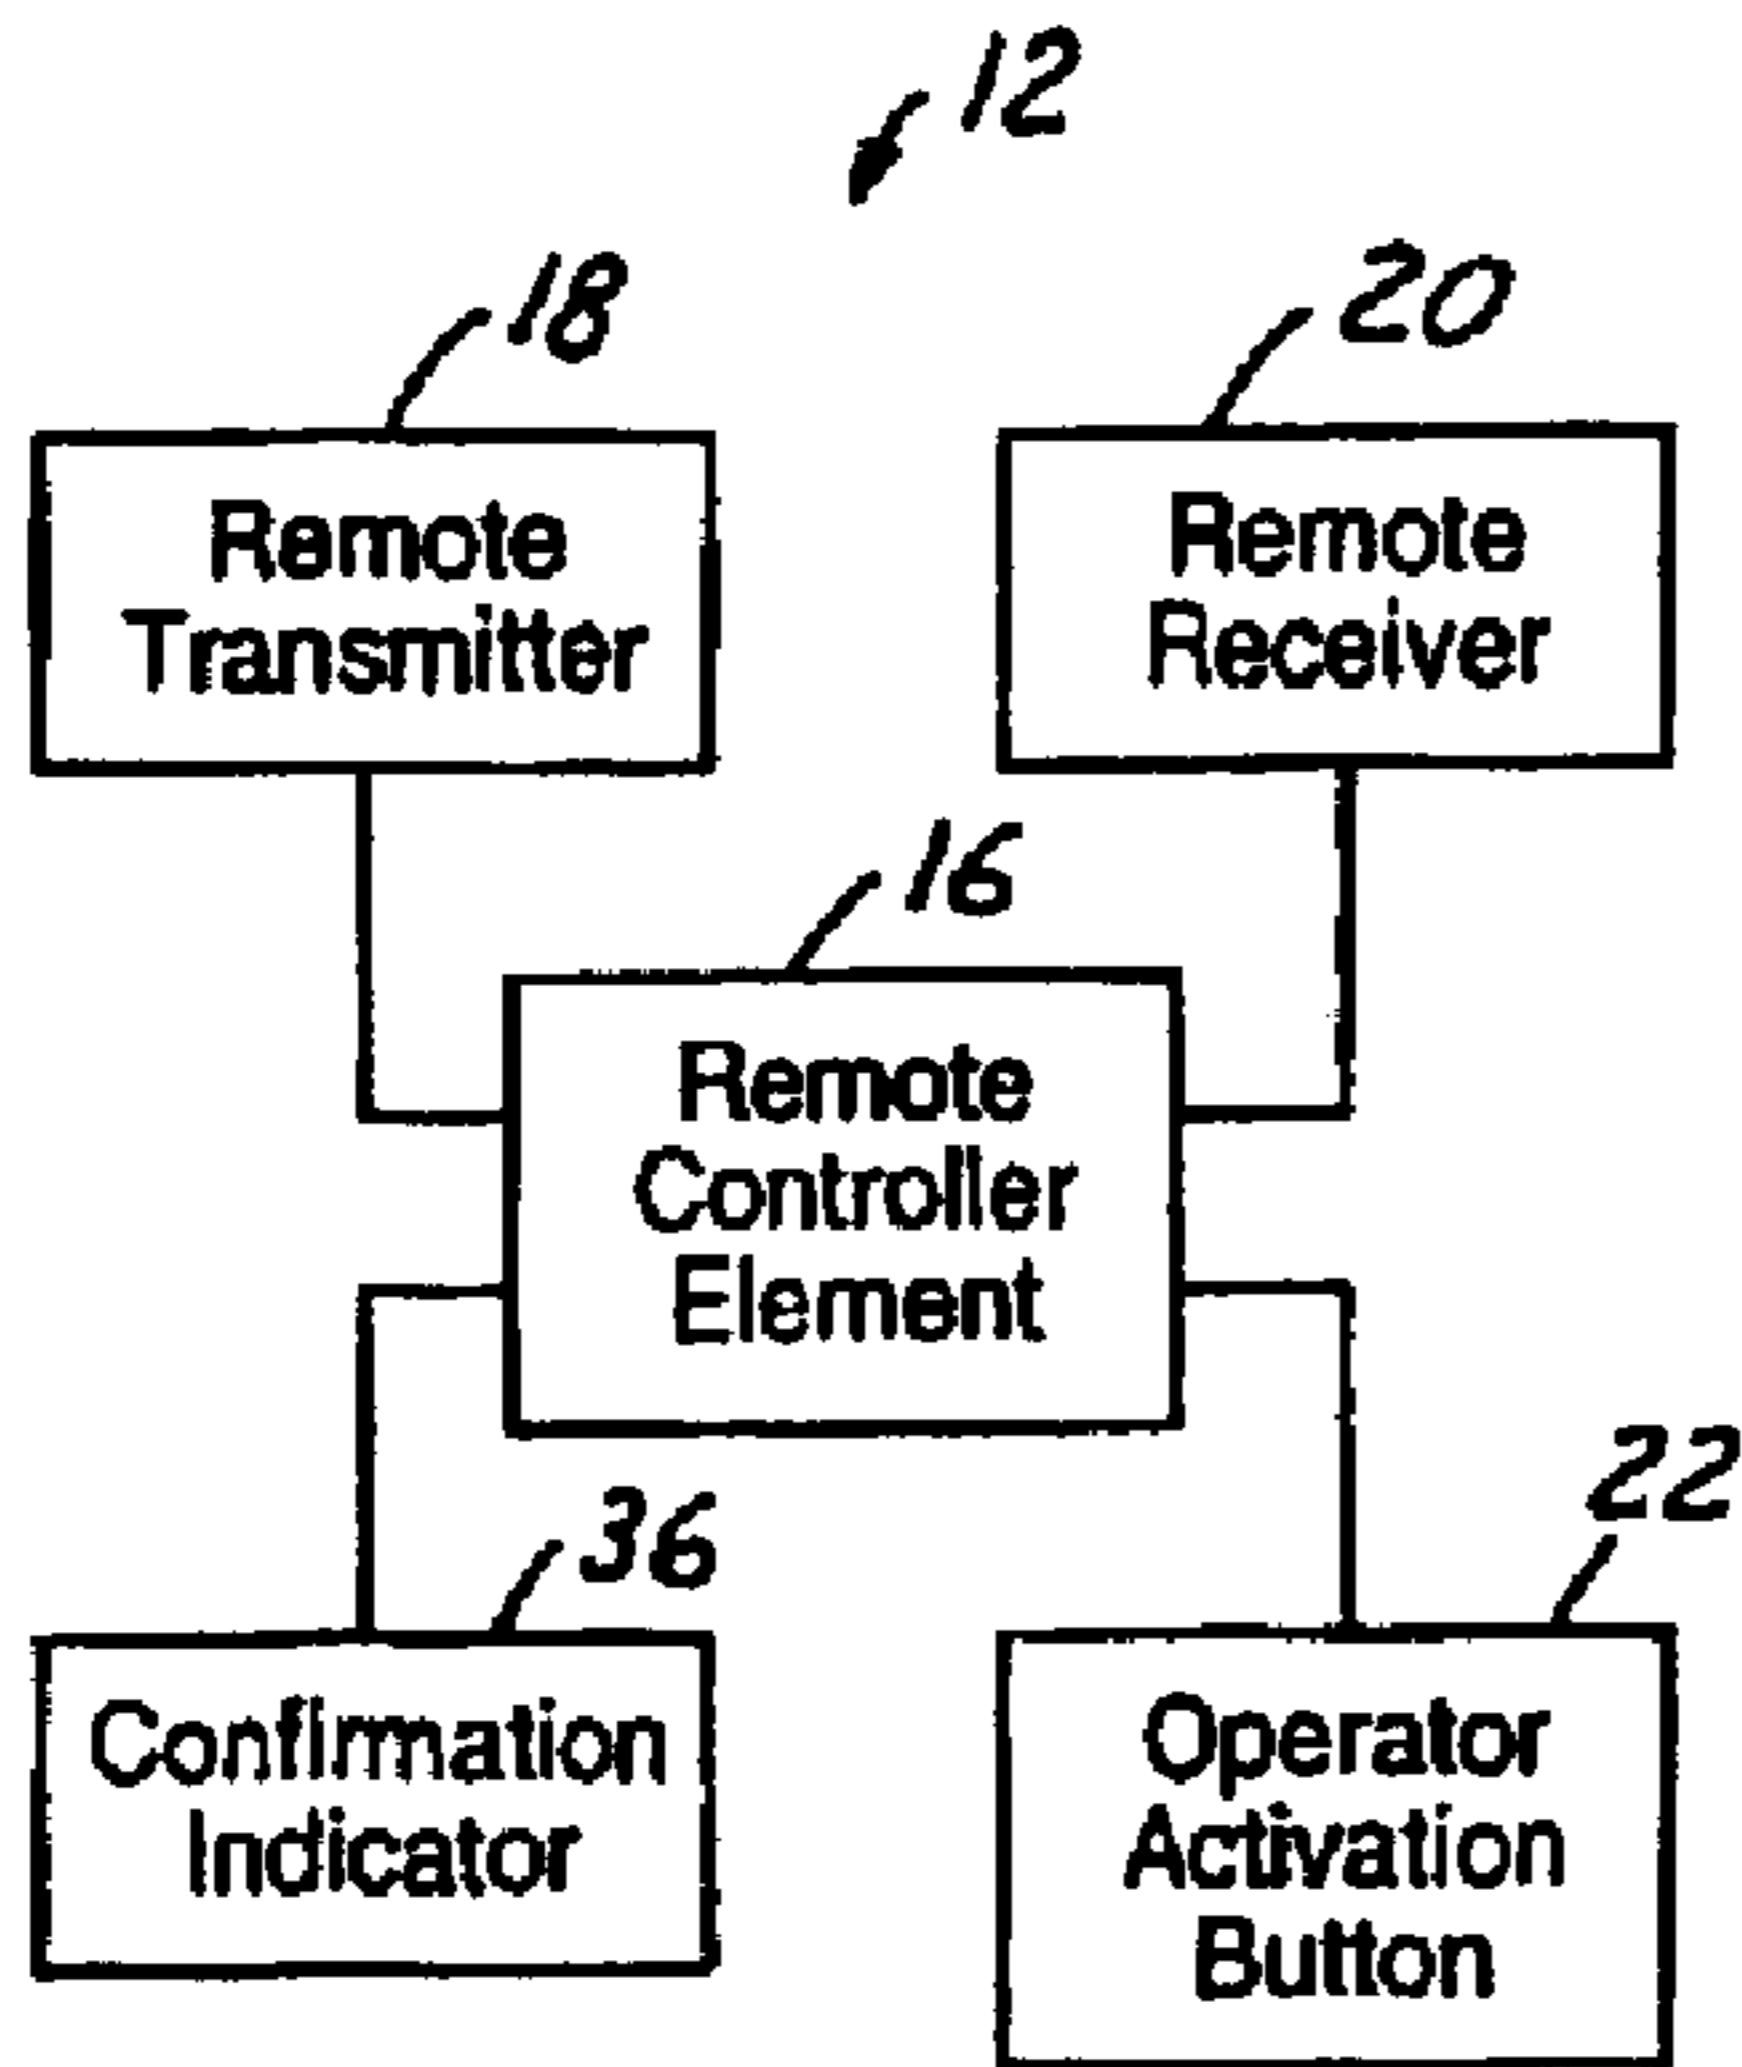 12
18
20
Remote
Transmitter
Remote
Receiver
16
Remote
Controller
Element
36
22
Confirmation
Indicator
Operator
Activation
Button